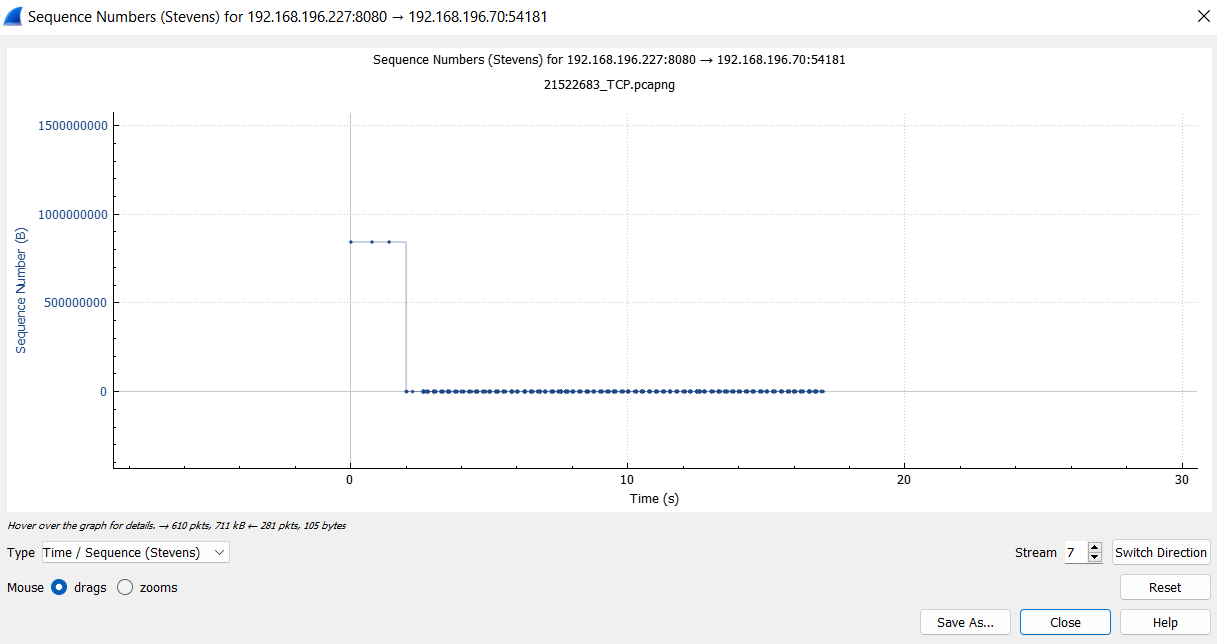 Sequence Numbers (Stevens) for 192.168.196.227:8080 → 192.168.196.70:54181
Sequence Numbers (Stevens) for 192.168.196.227:8080 → 192.168.196.70:54181
21522683_TCP.pcapng
Sequence Number (B)
1500000000
1000000000
500000000
0
0 10 20 30
Time (s)
Hover over the graph for details. → 610 pkts, 711 kB ← 281 pkts, 105 bytes
Type Time / Sequence (Stevens) Stream 7 Switch Direction
Mouse drags zooms Reset
Save As... Close Help